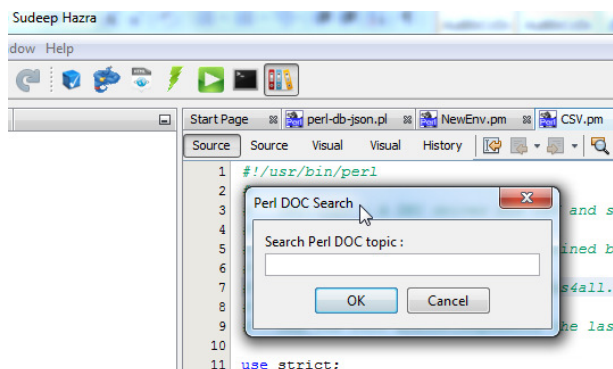 Sudeep Hazra
dow Help
Start Page perl-db-json.pl NewEnv.pm CSV.pm
Source Source Visual Visual History
1 #!/usr/bin/perl
2
3 and s
4
5 ined b
6
7 s4all.
8
9 he las
10
11 use strict;
Perl DOC Search
Search Perl DOC topic :
OK Cancel